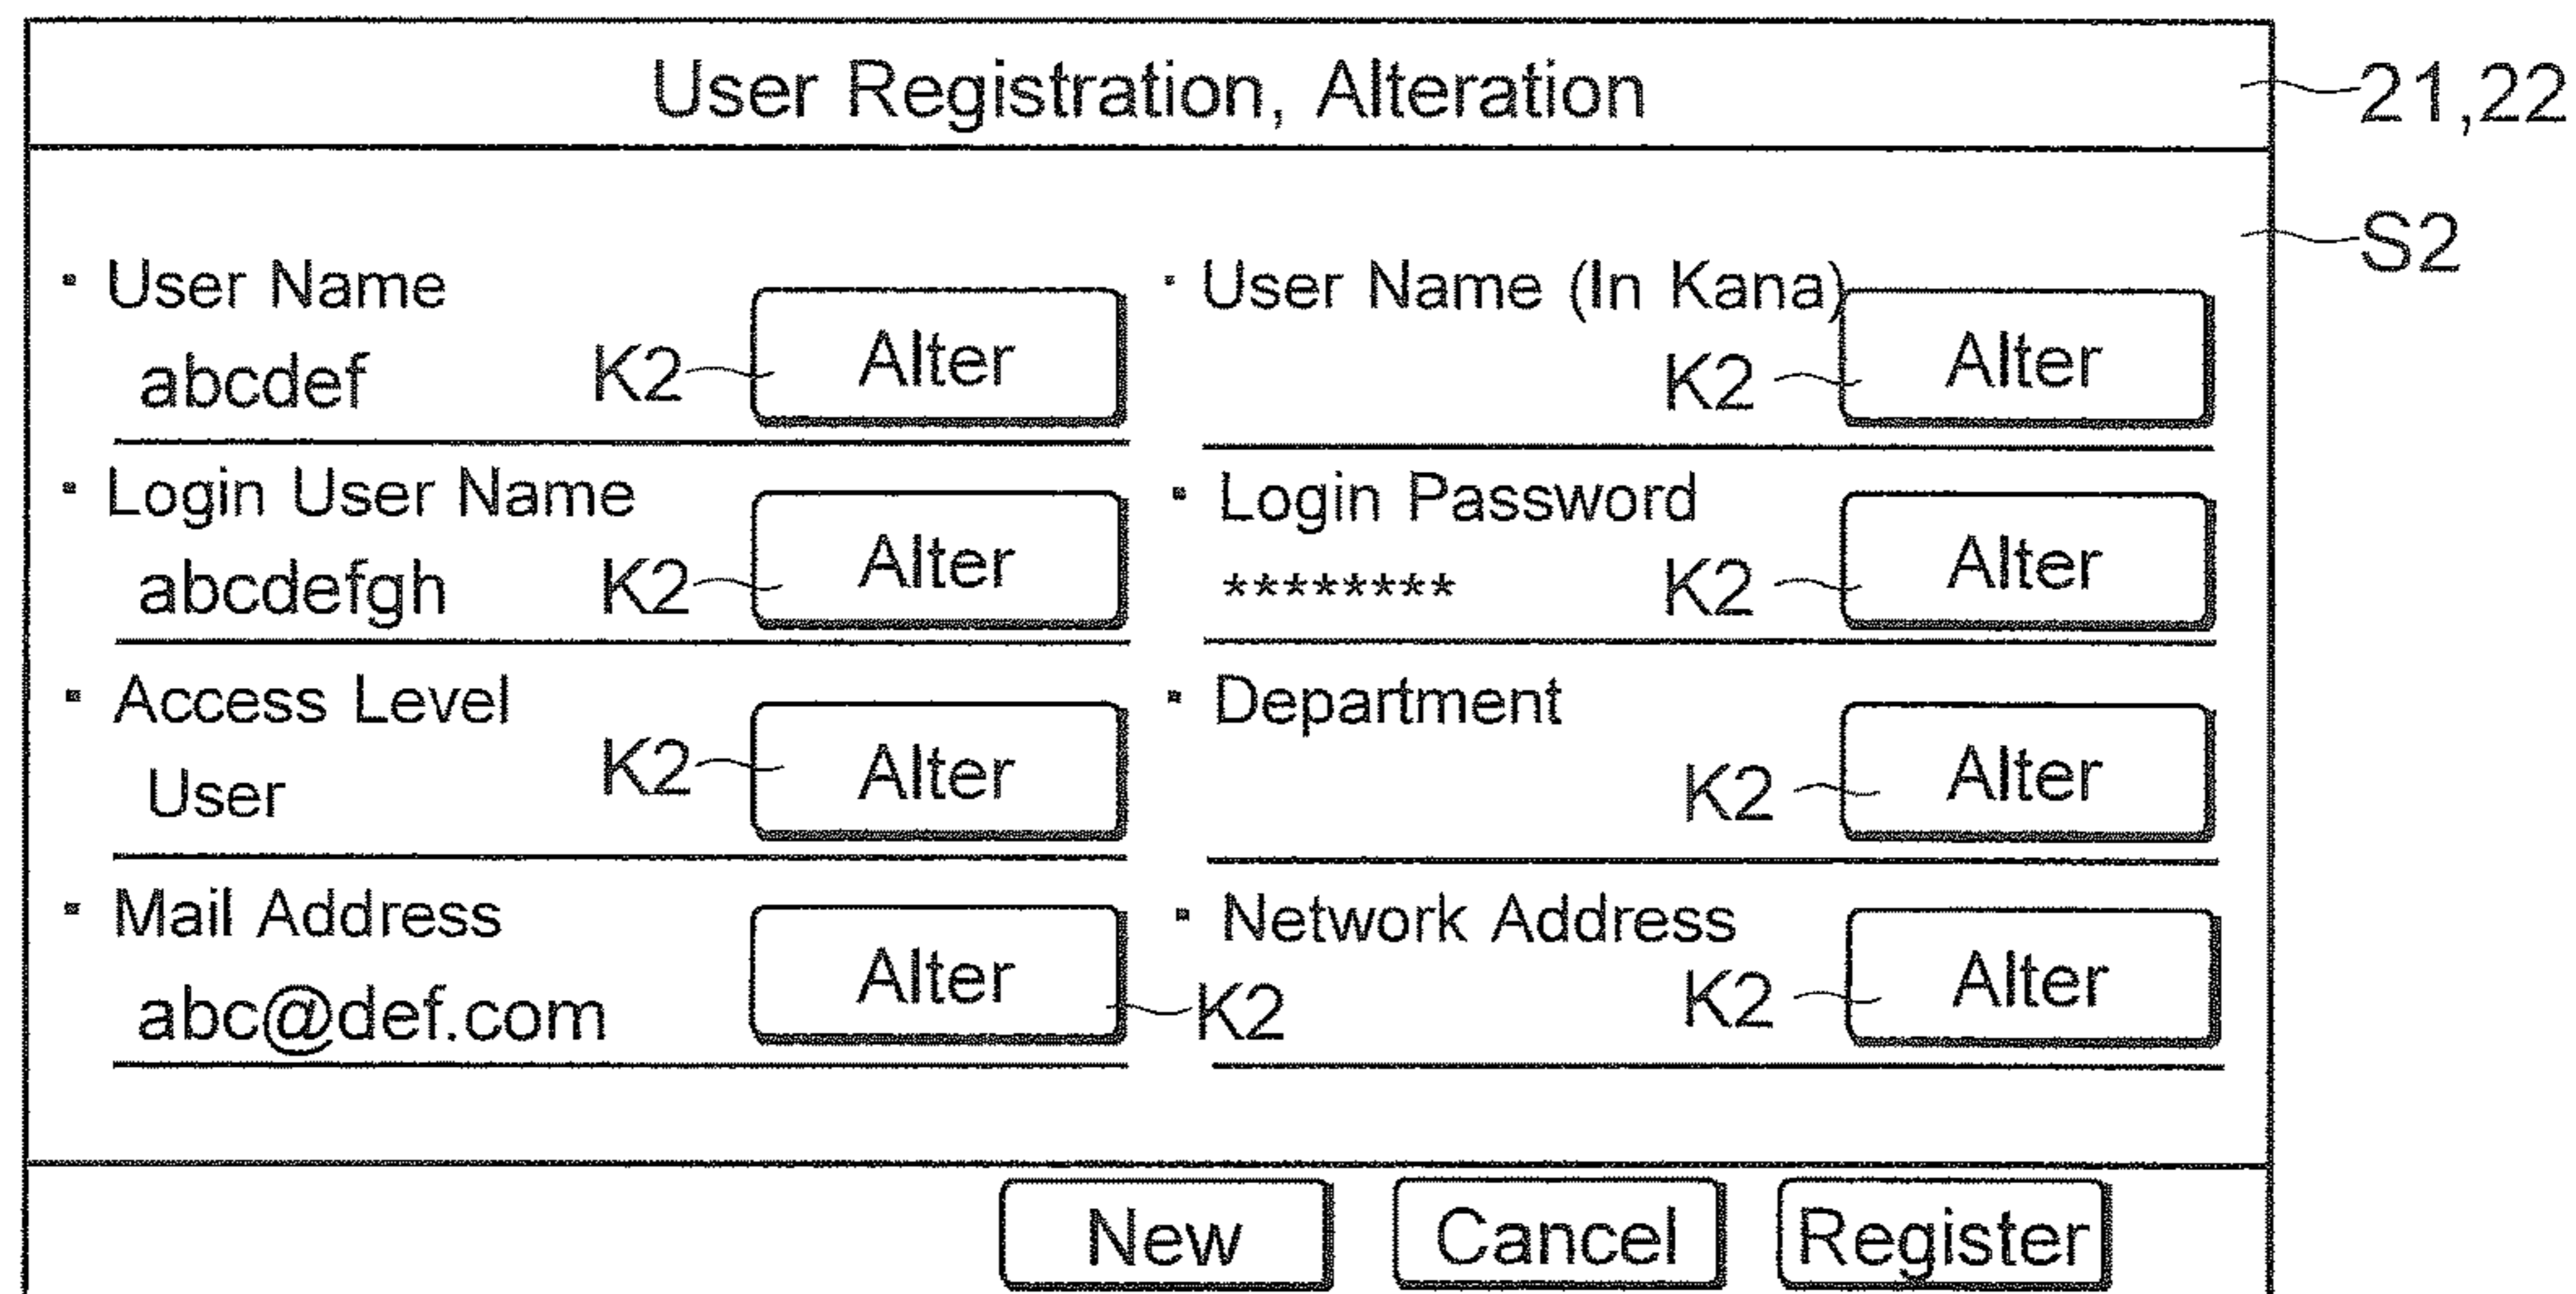 User Registration, Alteration
21,22
S2
· User Name
abcdef
K2
Alter
· User Name (In Kana)
K2
Alter
· Login User Name
abcdefgh
K2
Alter
· Login Password
********
K2
Alter
· Access Level
User
K2
Alter
· Department
K2
Alter
· Mail Address
abc@def.com
Alter
K2
· Network Address
K2
Alter
New
Cancel
Register